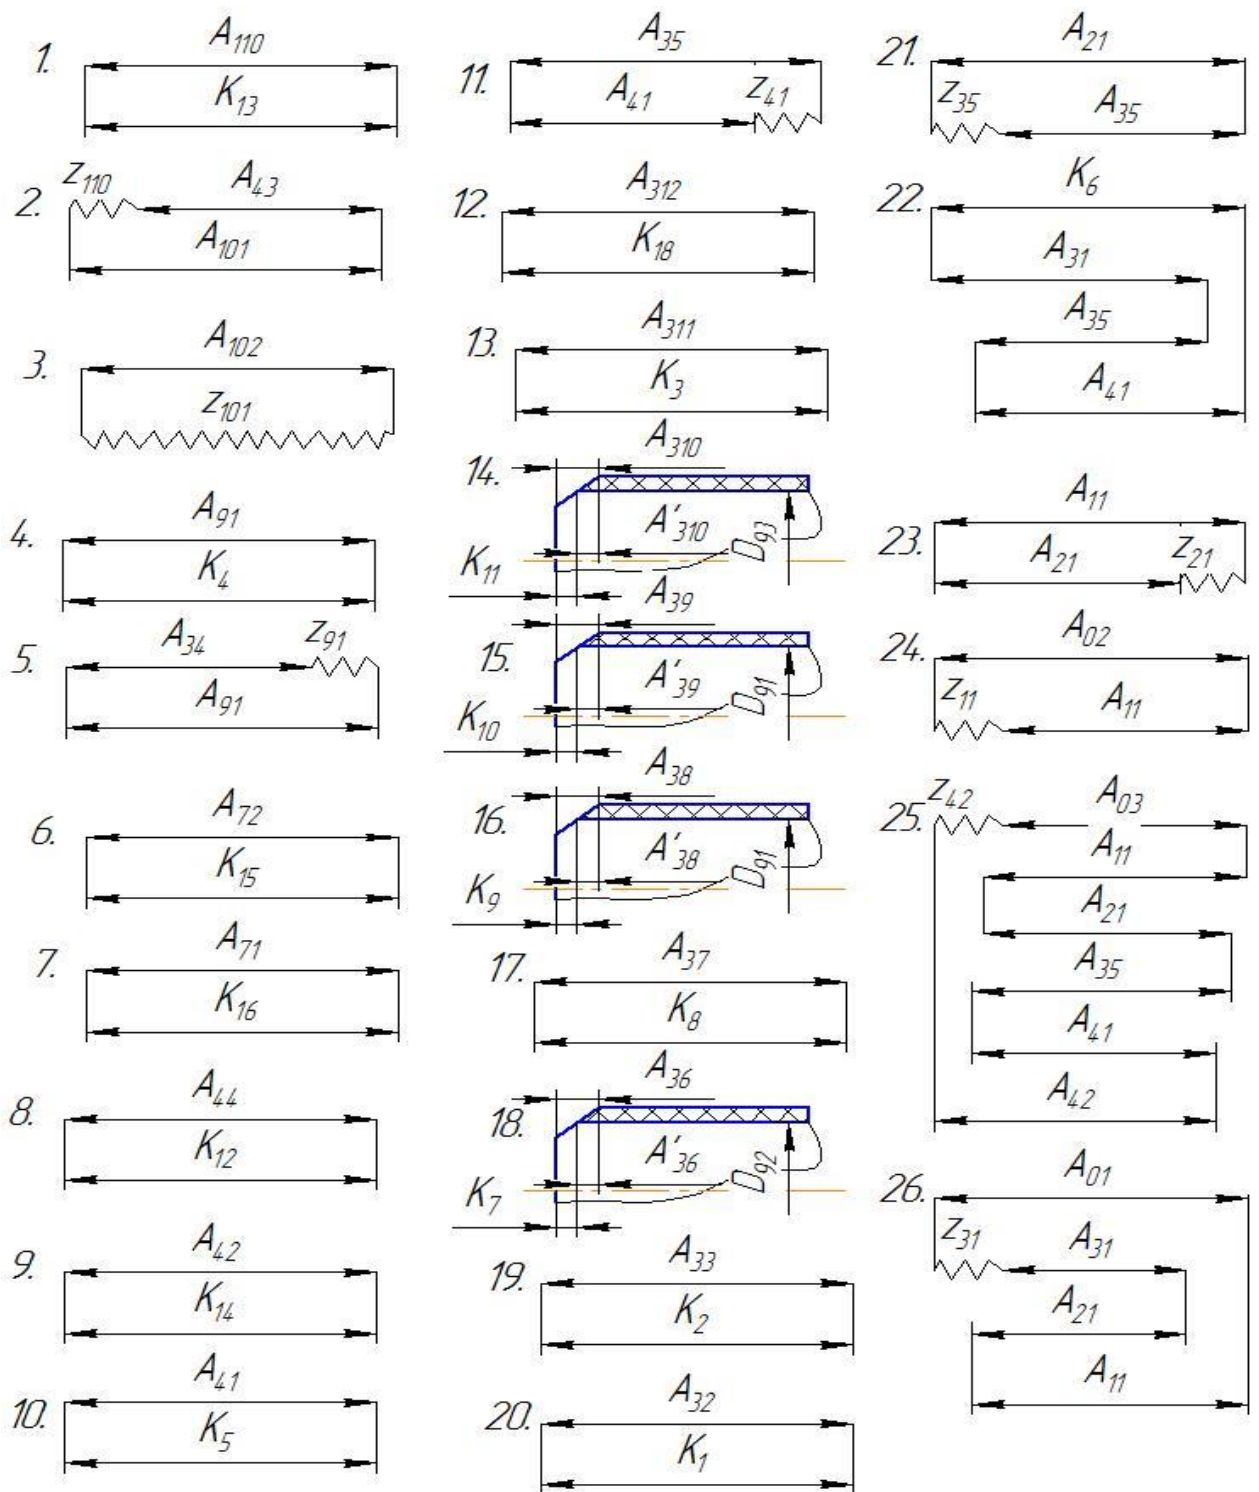 1. A110
K13
2. z110 A43
A101
3. A102
z101
4. A91
K4
5. A34 z91
A91
6. A72
K15
7. A71
K16
8. A44
K12
9. A42
K14
10. A41
K5
11. A35
A41 z41
12. A312
K18
13. A311
K3
14. A310
A'310 D93
K11
15. A39
A'39 D91
K10
16. A38
A'38 D91
K9
17. A37
K8
18. A36
A'36 D92
K7
19. A33
K2
20. A32
K1
21. A21
z35 A35
22. K6
A31
A35
A41
23. A11
A21 z21
24. A02
z11 A11
25. z42 A03
A11
A21
A35
A41
A42
26. A01
z31 A31
A21
A11